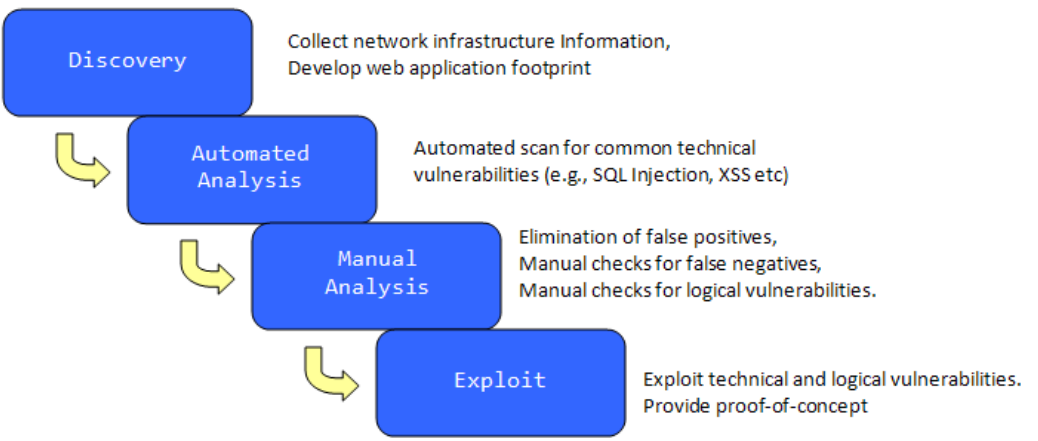 Discovery
Collect network infrastructure Information,
Develop web application footprint
Automated
Analysis
Automated scan for common technical
vulnerabilities (e.g., SQL Injection, XSS etc)
Manual
Analysis
Elimination of false positives,
Manual checks for false negatives,
Manual checks for logical vulnerabilities.
Exploit
Exploit technical and logical vulnerabilities.
Provide proof-of-concept